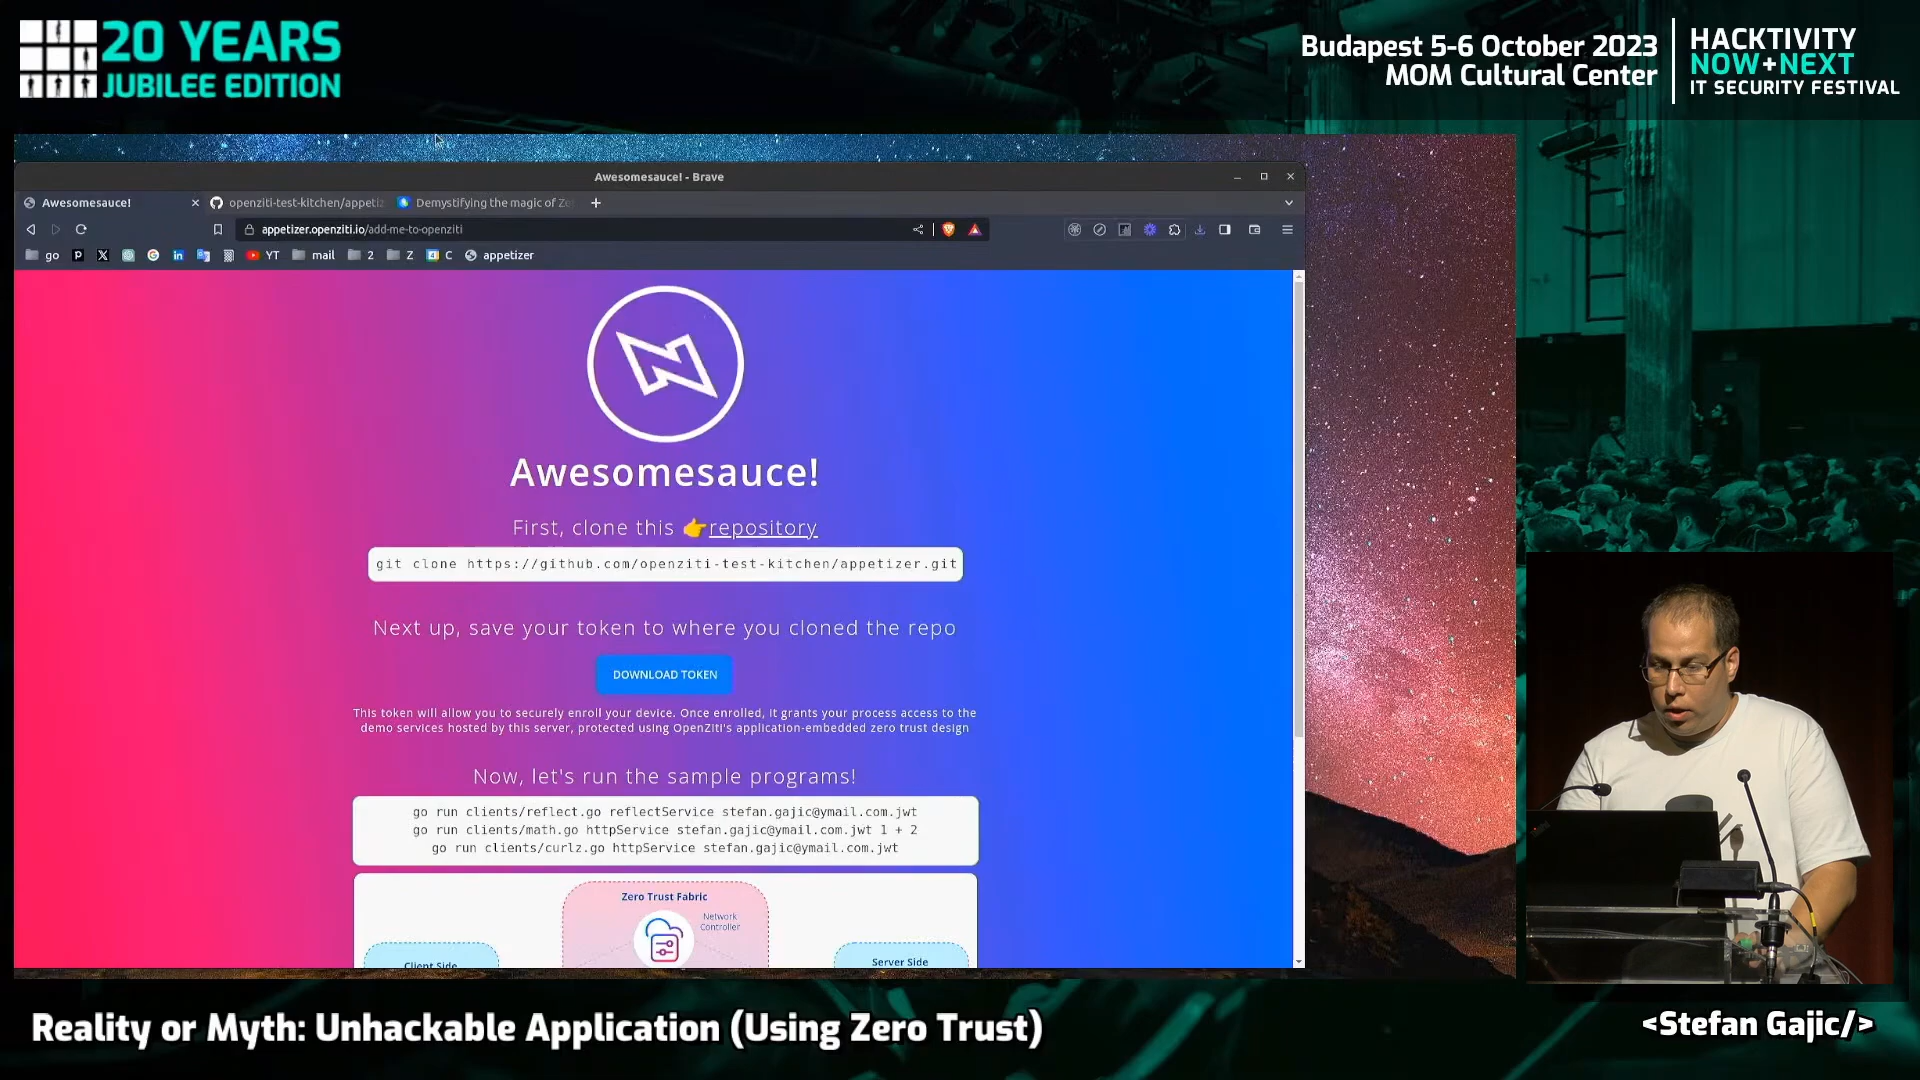 20 YEARS
JUBILEE EDITION
Budapest 5-6 October 2023
MOM Cultural Center
HACKTIVITY
NOW+NEXT
IT SECURITY FESTIVAL
Awesomesauce! - Brave
Awesomesauce!
openziti-test-kitchen/appetiz
Demystifying the magic of Ze
appetizer.openziti.io/add-me-to-openziti
go
YT
mail
2
Z
C
appetizer
Awesomesauce!
First, clone this 👉repository
git clone https://github.com/openziti-test-kitchen/appetizer.git
Next up, save your token to where you cloned the repo
DOWNLOAD TOKEN
This token will allow you to securely enroll your device. Once enrolled, it grants your process access to the
demo services hosted by this server, protected using OpenZiti's application-embedded zero trust design
Now, let's run the sample programs!
go run clients/reflect.go reflectService stefan.gajic@ymail.com.jwt
go run clients/math.go httpService stefan.gajic@ymail.com.jwt 1 + 2
go run clients/curlz.go httpService stefan.gajic@ymail.com.jwt
Zero Trust Fabric
Network
Controller
Client Side
Server Side
Reality or Myth: Unhackable Application (Using Zero Trust)
<Stefan Gajic/>